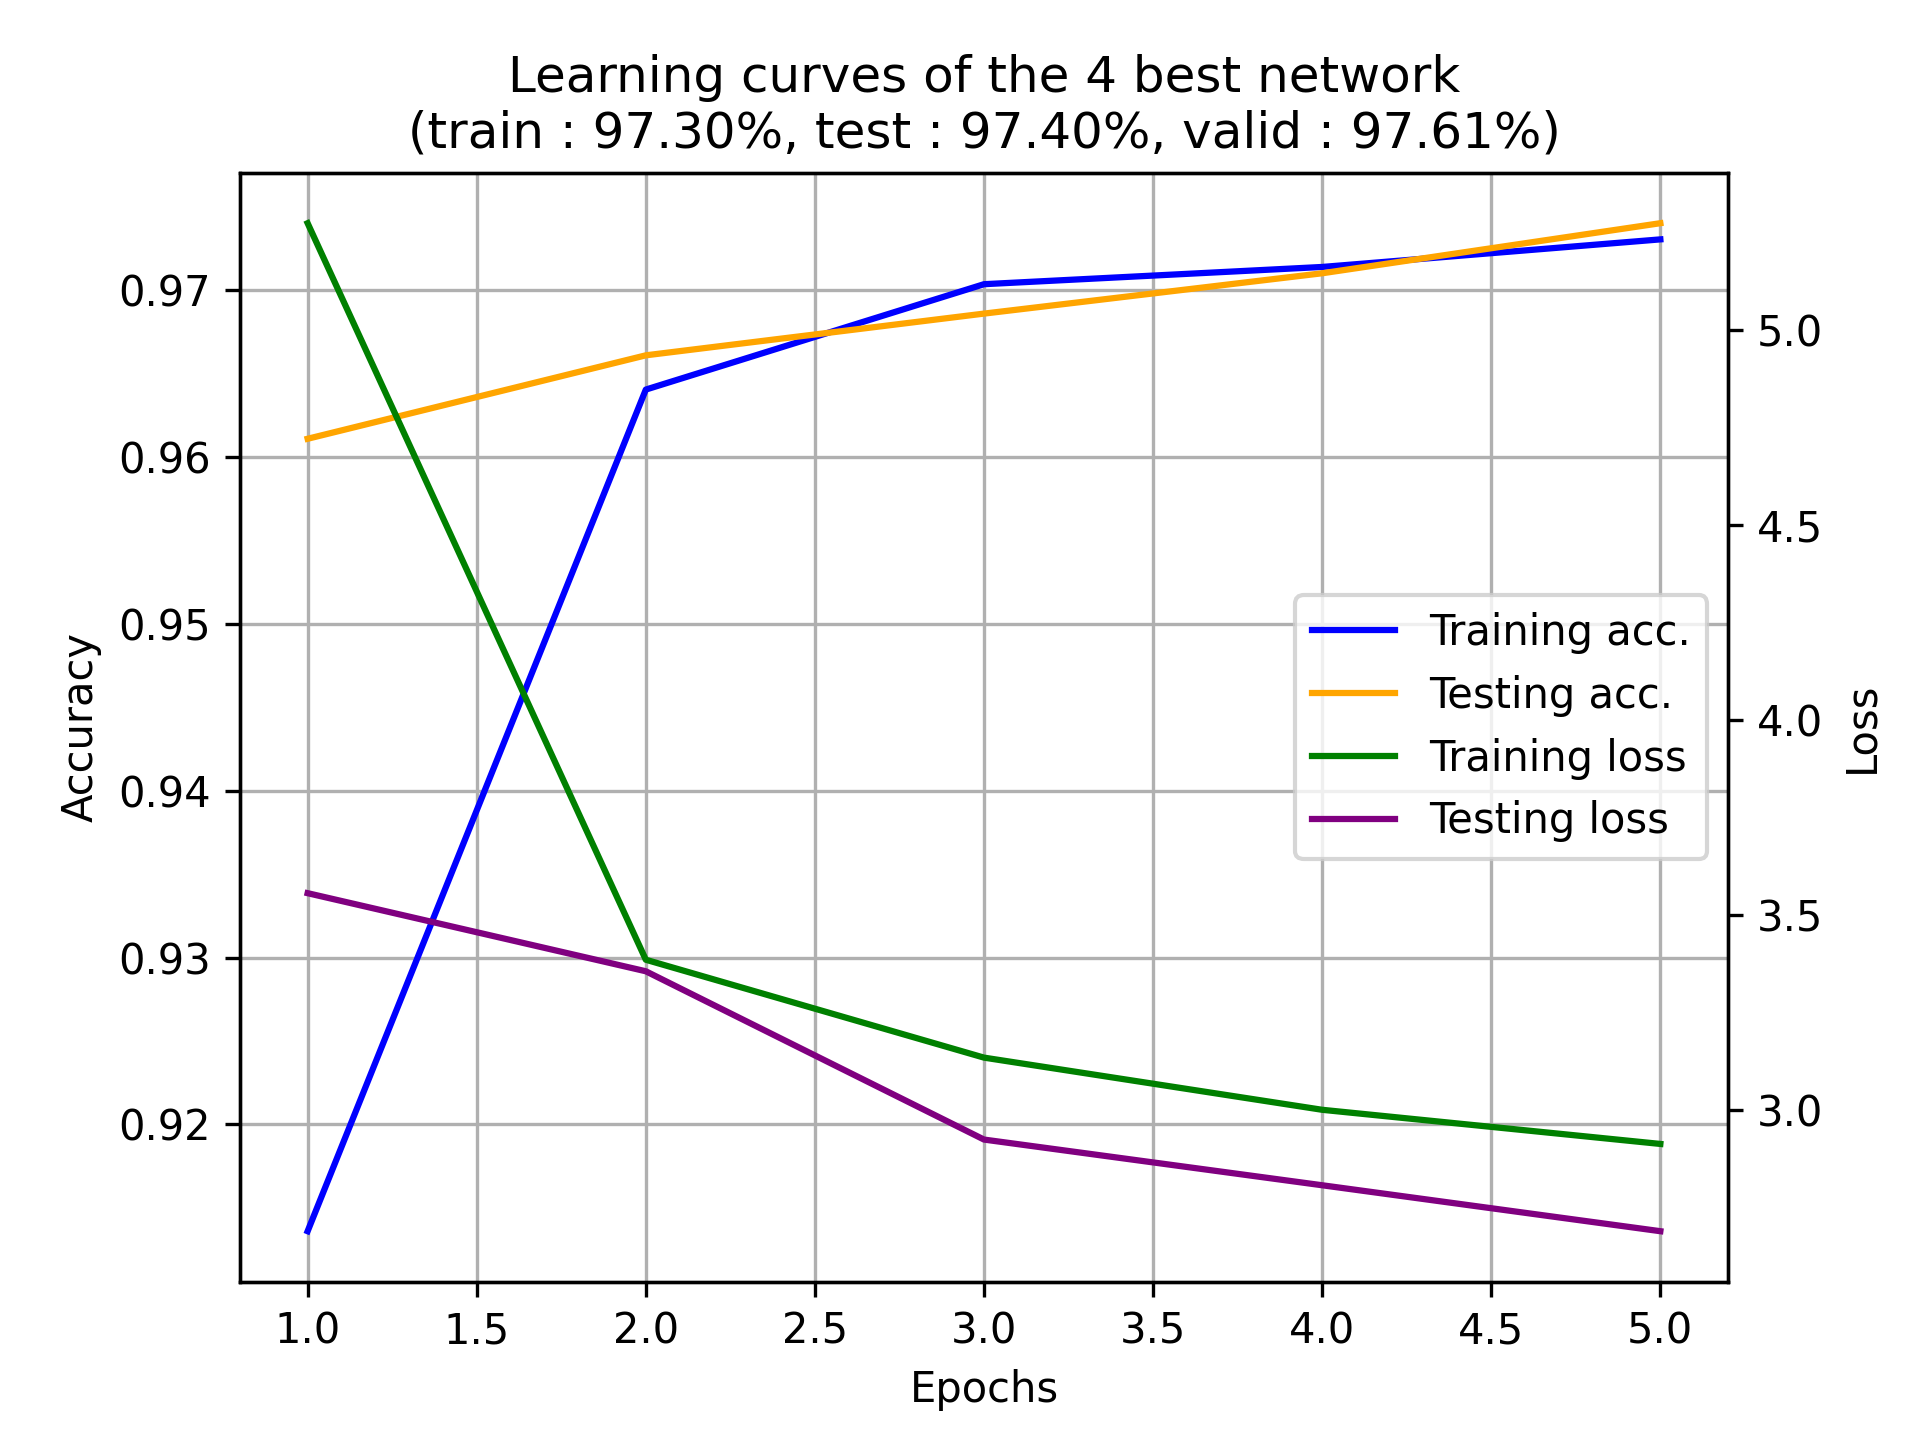 Learning curves of the 4 best network
(train : 97.30%, test : 97.40%, valid : 97.61%)
0.97
0.96
0.95
0.94
0.93
0.92
Accuracy
5.0
4.5
4.0
3.5
3.0
Loss
Training acc.
Testing acc.
Training loss
Testing loss
1.0 1.5 2.0 2.5 3.0 3.5 4.0 4.5 5.0
Epochs